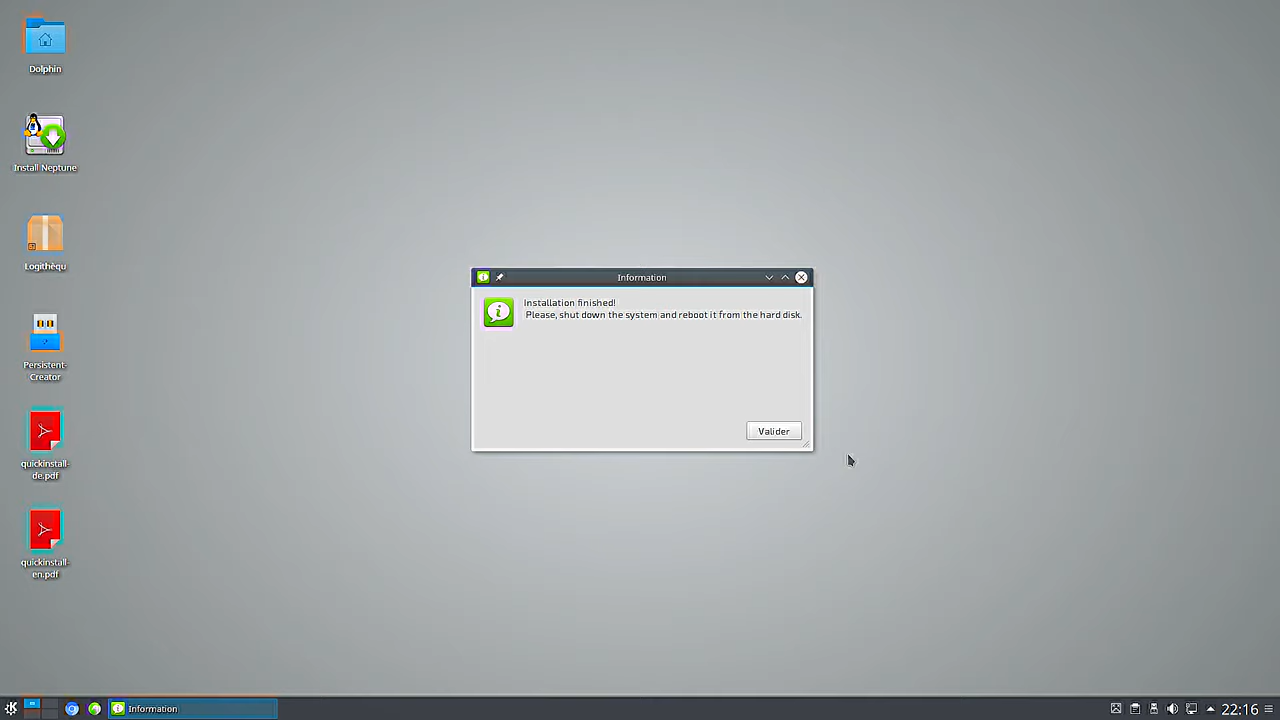 Dolphin
Install Neptune
Logithèqu
Persistent-
Creator
quickinstall-
de.pdf
quickinstall-
en.pdf
Information
Installation finished!
Please, shut down the system and reboot it from the hard disk.
Valider
Information
22:16